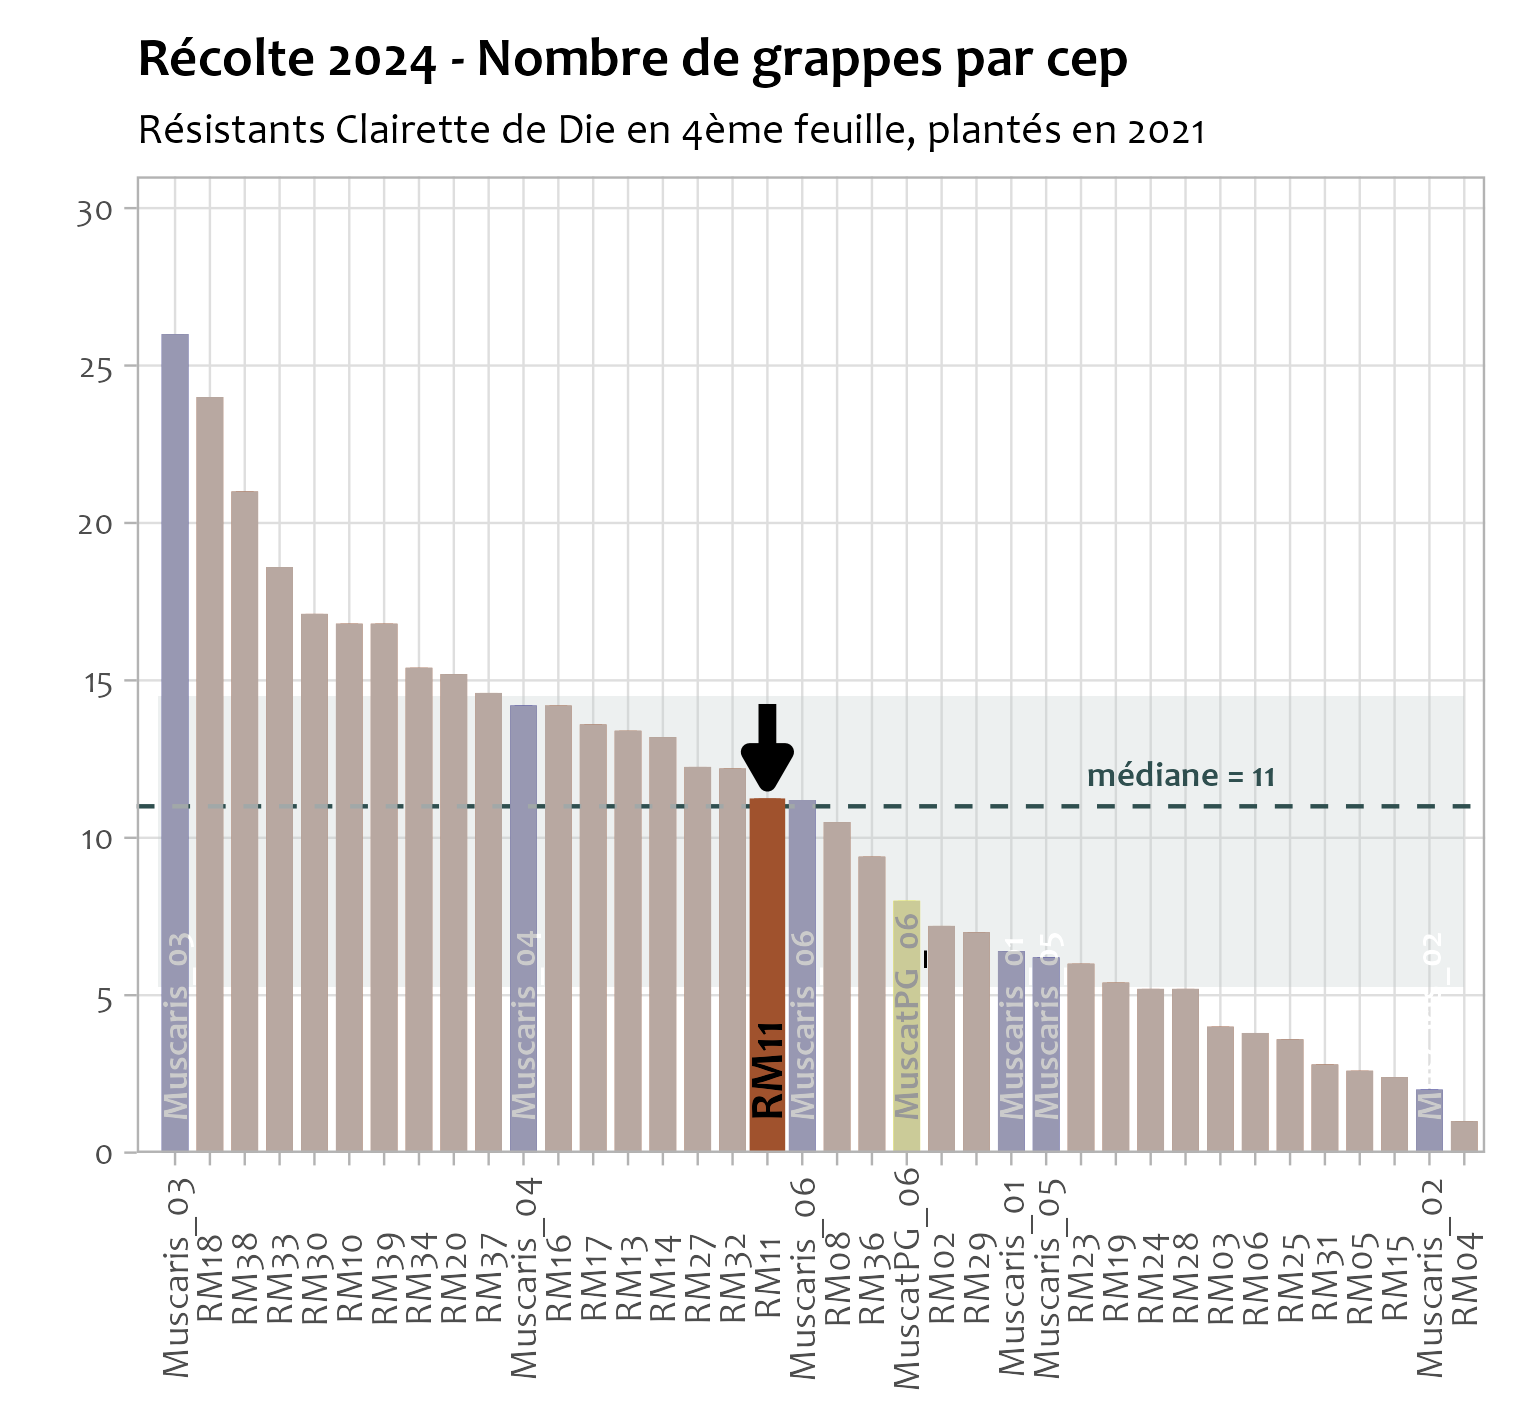 Récolte 2024 - Nombre de grappes par cep
Résistants Clairette de Die en 4ème feuille, plantés en 2021
30
25
20
15
10
5
0
médiane = 11
Muscaris_03
Muscaris_04
RM11
Muscaris_06
MuscatPG_06
Muscaris_01
Muscaris_05
Muscaris_02
Muscaris_03
RM18
RM38
RM33
RM30
RM10
RM39
RM34
RM20
RM37
Muscaris_04
RM16
RM17
RM13
RM14
RM27
RM32
RM11
Muscaris_06
RM08
RM36
MuscatPG_06
RM02
RM29
Muscaris_01
Muscaris_05
RM23
RM19
RM24
RM28
RM03
RM06
RM25
RM31
RM05
RM15
Muscaris_02
RM04